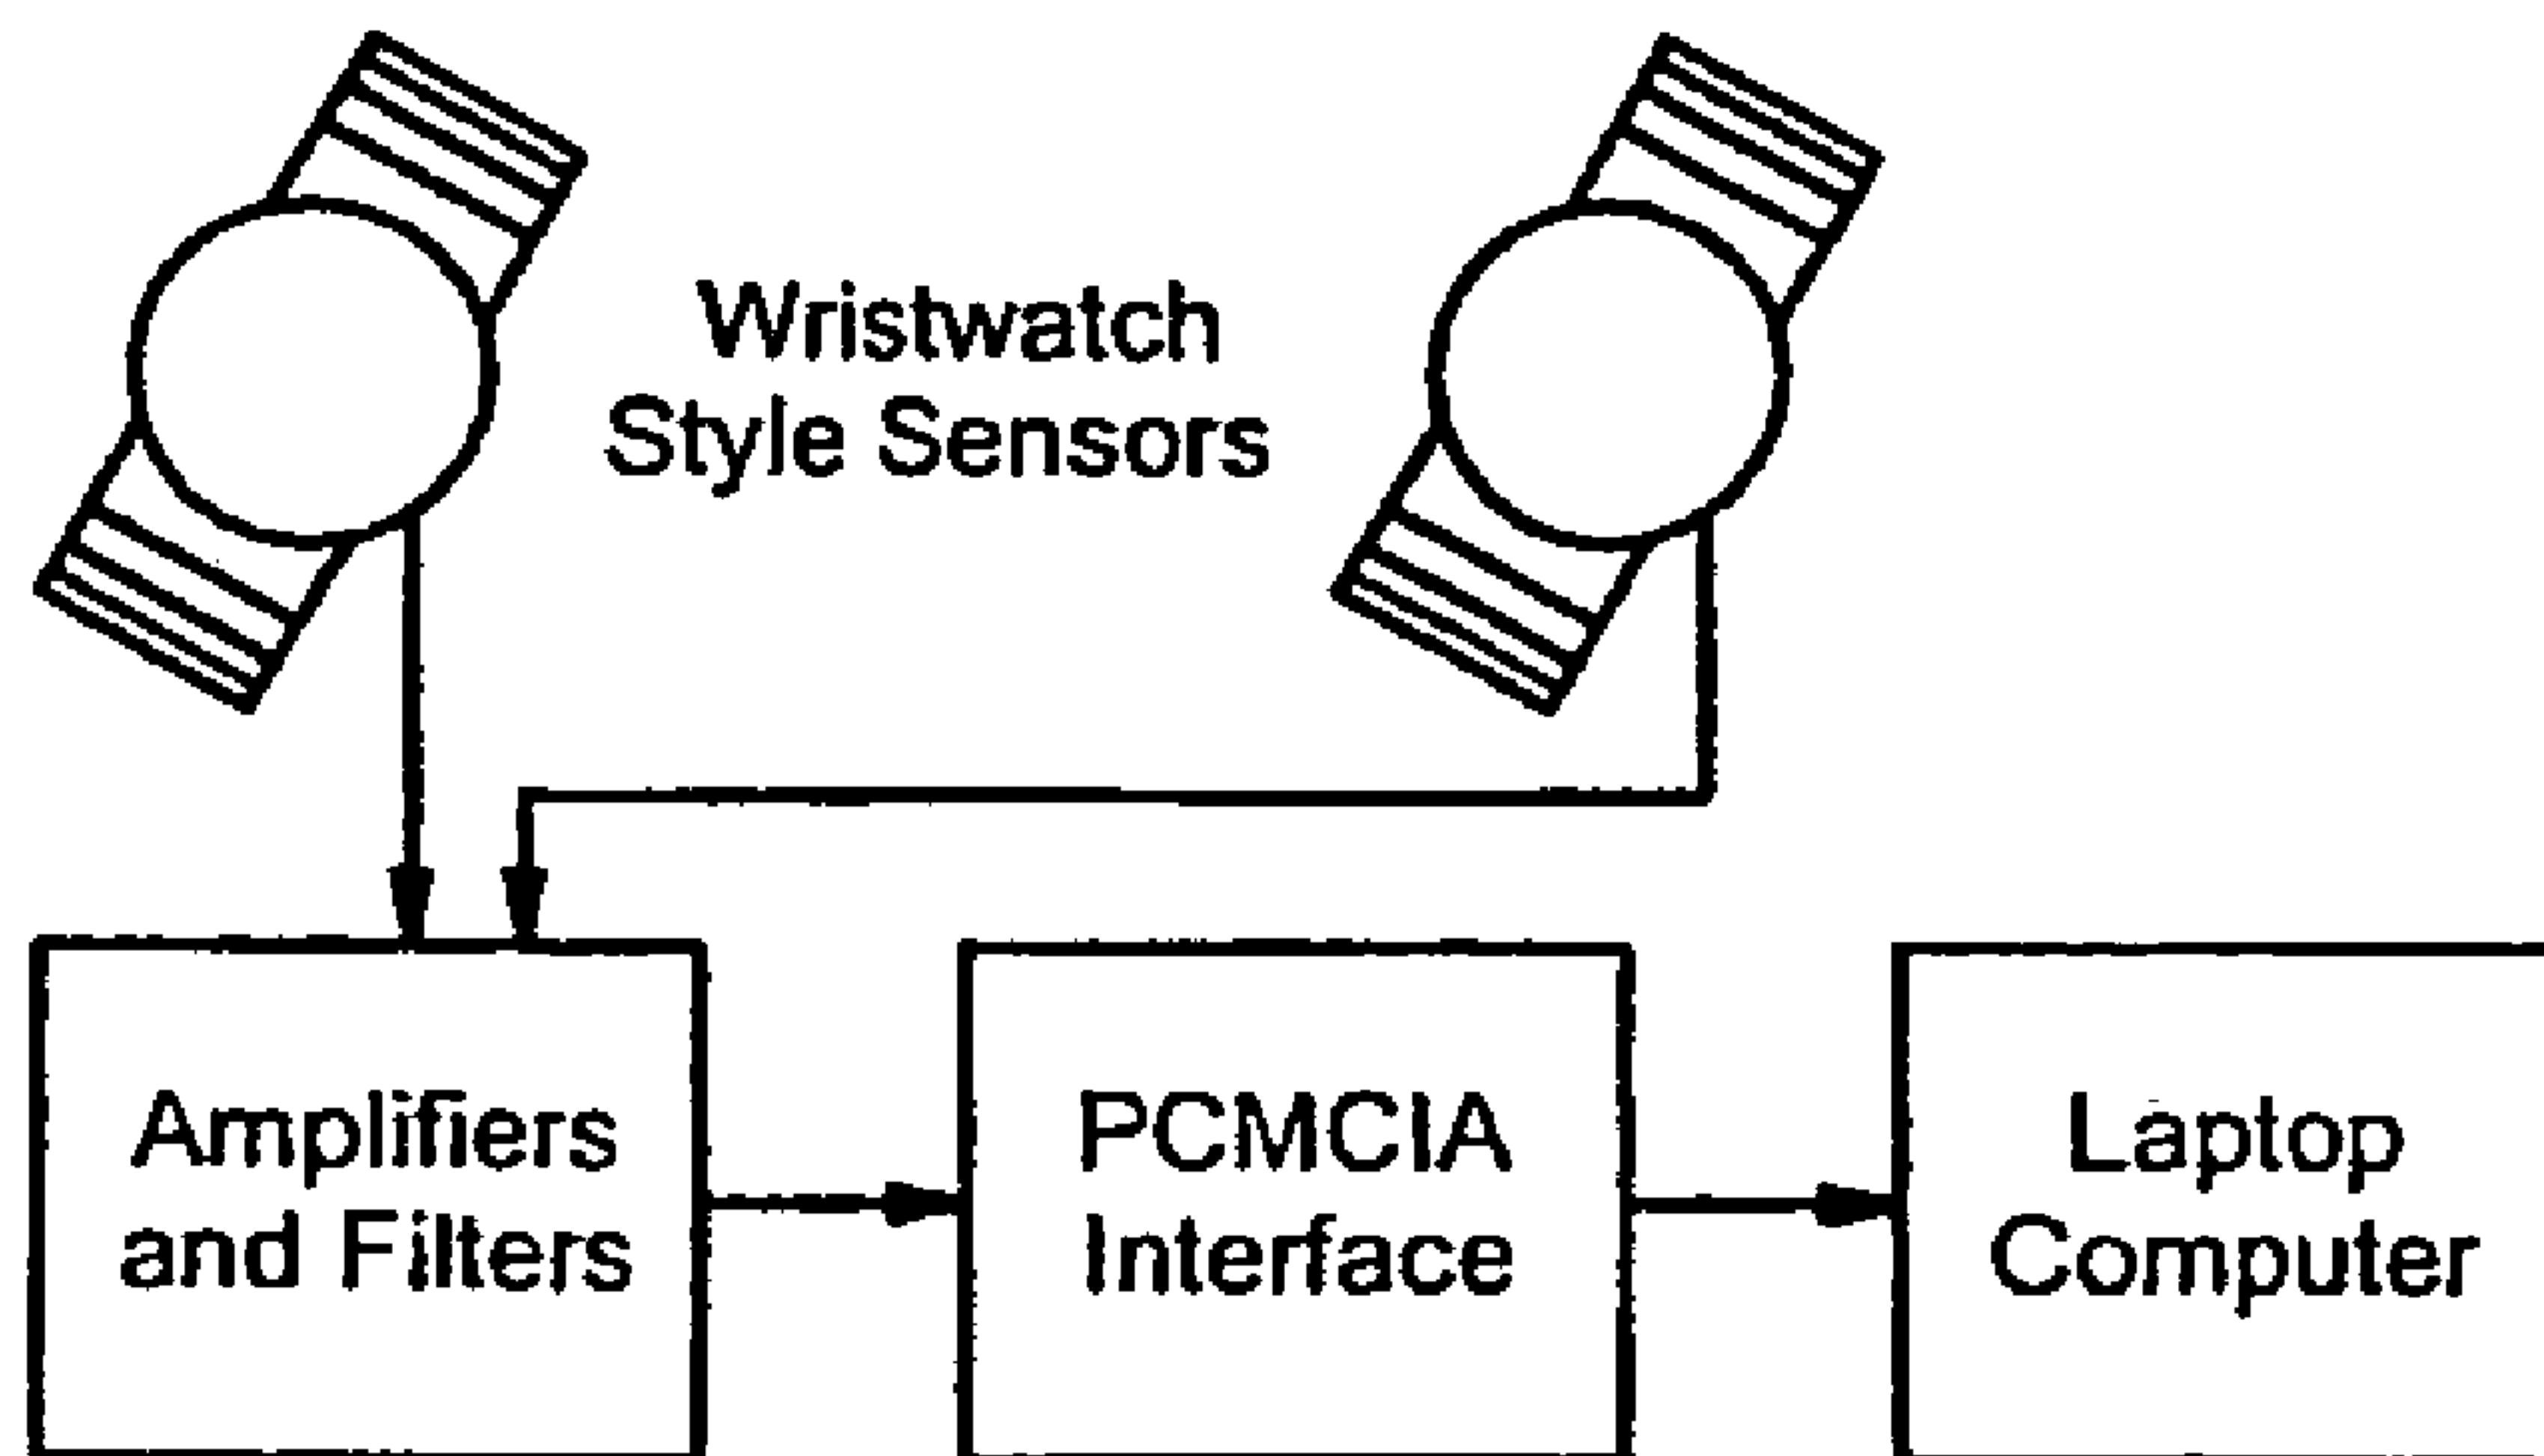 Wristwatch
Style Sensors
Amplifiers
and Filters
PCMCIA
Interface
Laptop
Computer